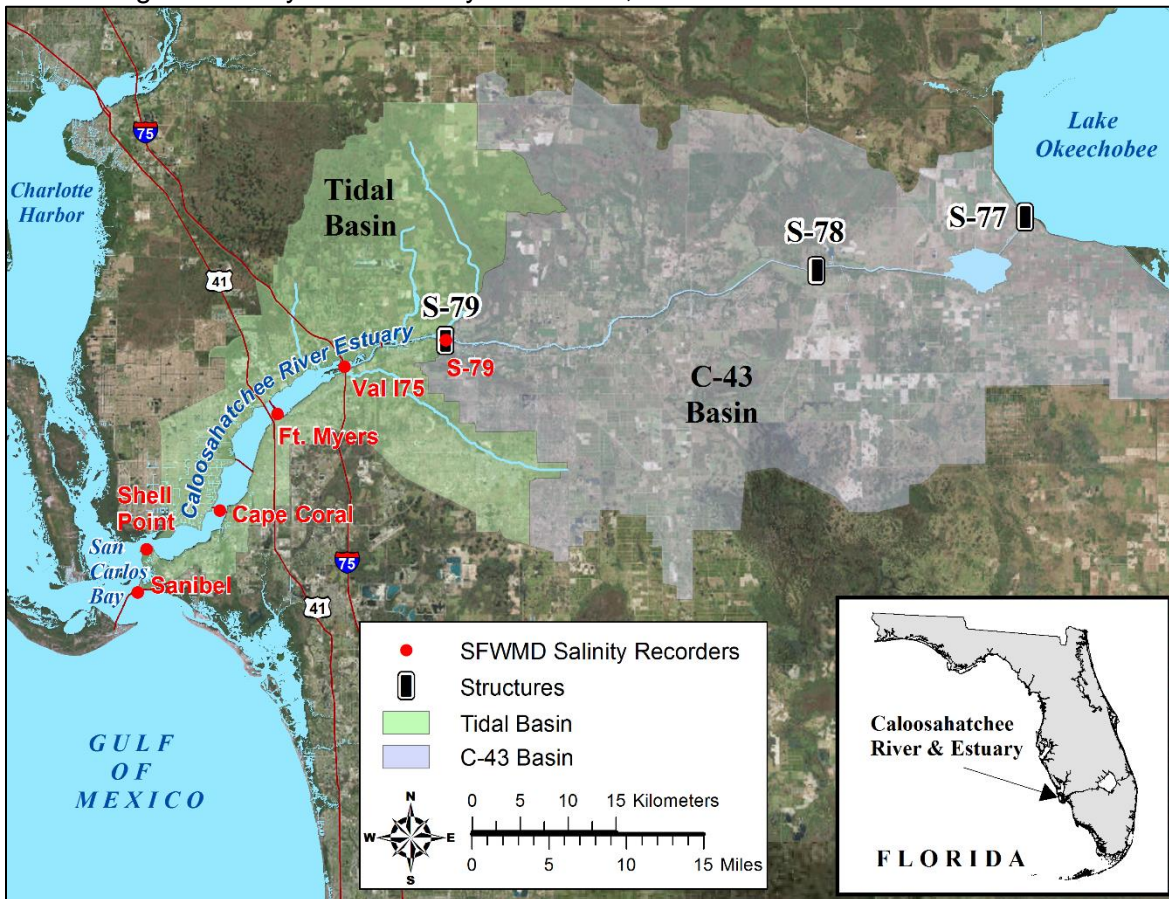 Lake
Okeechobee
75
Charlotte
Harbor
Tidal
Basin
S-77
S-78
41
S-79
S-79
Caloosahatchee River Estuary
Val I75
C-43
Basin
Ft. Myers
Shell
Point
Cape Coral
San
Carlos
Bay
Sanibel
75
41
GULF
OF
MEXICO
SFWMD Salinity Recorders
Structures
Tidal Basin
C-43 Basin
N
W
E
S
0 5 10 15 Kilometers
0 5 10 15 Miles
Caloosahatchee
River & Estuary
FLORIDA